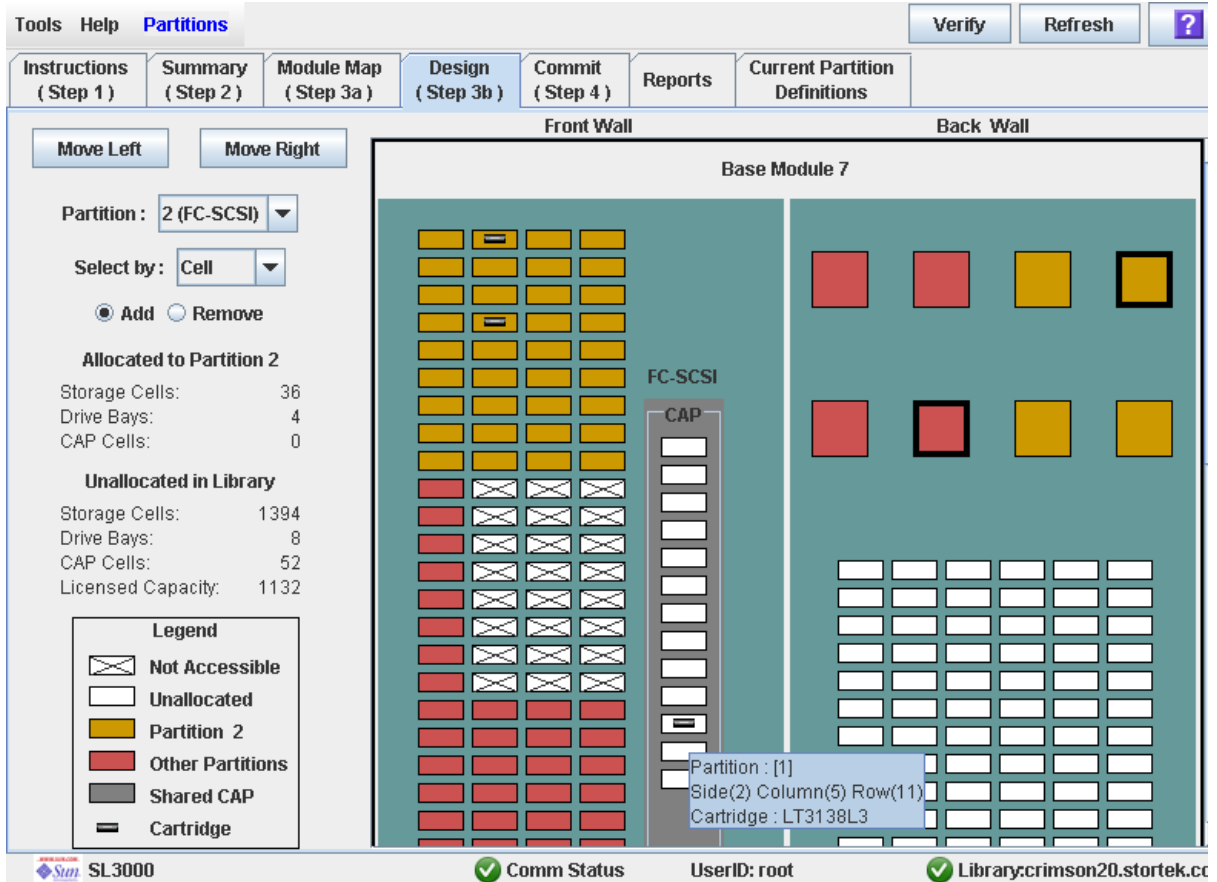 Tools Help Partitions
Verify Refresh ?
Instructions (Step 1)
Summary (Step 2)
Module Map (Step 3a)
Design (Step 3b)
Commit (Step 4)
Reports
Current Partition Definitions
Move Left Move Right
Partition : 2 (FC-SCSI)
Select by : Cell
Add Remove
Allocated to Partition 2
Storage Cells: 36
Drive Bays: 4
CAP Cells: 0
Unallocated in Library
Storage Cells: 1394
Drive Bays: 8
CAP Cells: 52
Licensed Capacity: 1132
Legend
Not Accessible
Unallocated
Partition 2
Other Partitions
Shared CAP
Cartridge
Front Wall Back Wall
Base Module 7
FC-SCSI
CAP
Partition : [1]
Side(2) Column(5) Row(11)
Cartridge : LT3138L3
Sun SL3000 Comm Status UserID: root Library:crimson20.stortek.co